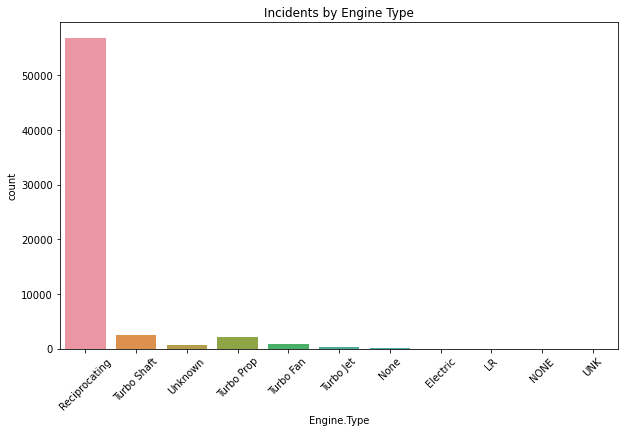 Incidents by Engine Type
count
50000
40000
30000
20000
10000
0
Reciprocating
Turbo Shaft
Unknown
Turbo Prop
Turbo Fan
Turbo Jet
None
Electric
LR
NONE
UNK
Engine.Type